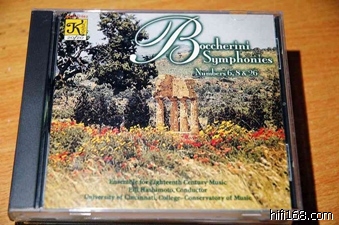 K
Boccherini
Symphonies
Numbers 6, 8 & 26
Ensemble for Eighteenth Century Music
Eiji Hashimoto, Conductor
University of Cincinnati, College-Conservatory of Music
hifi168.com